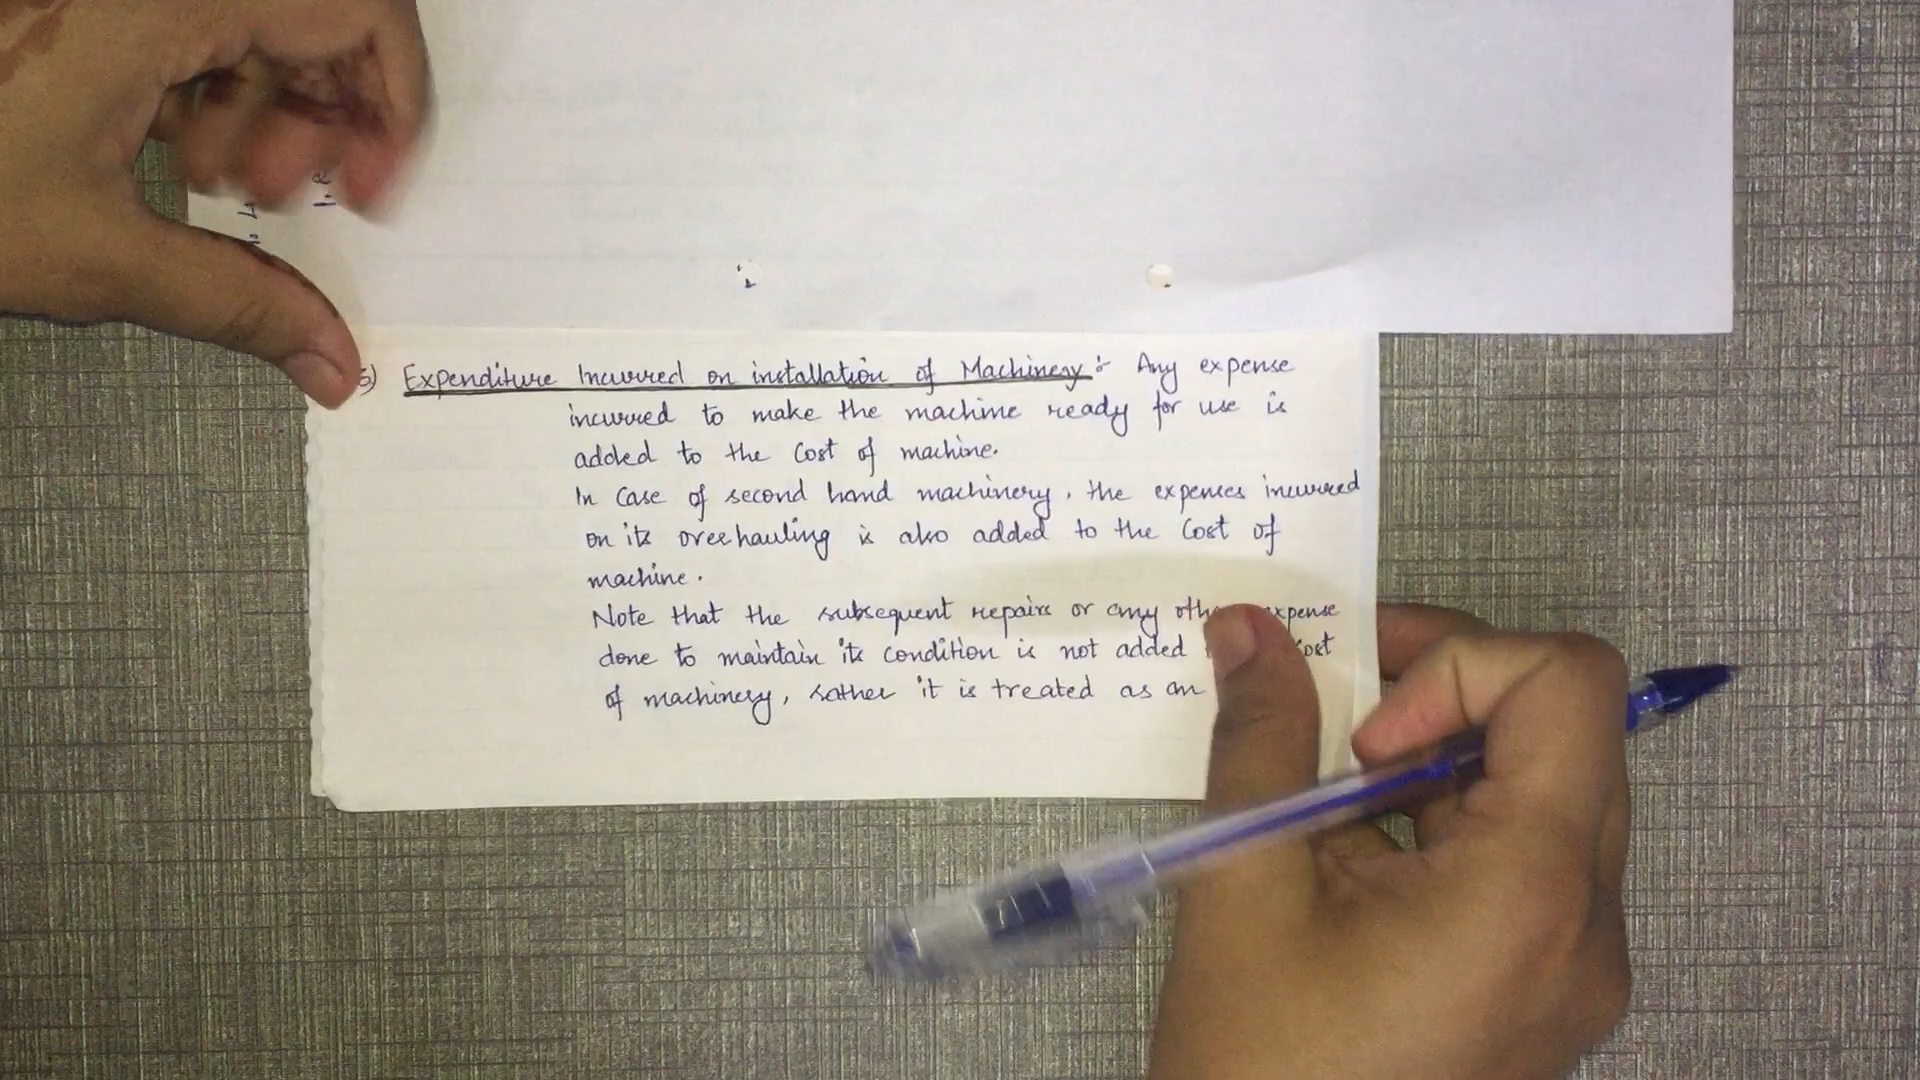 5) Expenditure Incurred on installation of Machinery :- Any expense
incurred to make the machine ready for use is
added to the Cost of machine.
In Case of second hand machinery, the expenses incurred
on its overhauling is also added to the Cost of
machine.
Note that the subsequent repairs or any expense
done to maintain its condition is not added
of machinery, rather it is treated as an